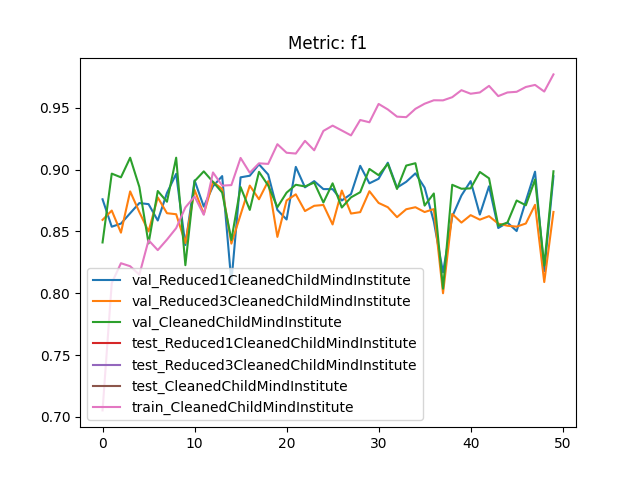 Metric: f1
0.95
0.90
0.85
0.80
0.75
0.70
val_Reduced1CleanedChildMindInstitute
val_Reduced3CleanedChildMindInstitute
val_CleanedChildMindInstitute
test_Reduced1CleanedChildMindInstitute
test_Reduced3CleanedChildMindInstitute
test_CleanedChildMindInstitute
train_CleanedChildMindInstitute
0 10 20 30 40 50